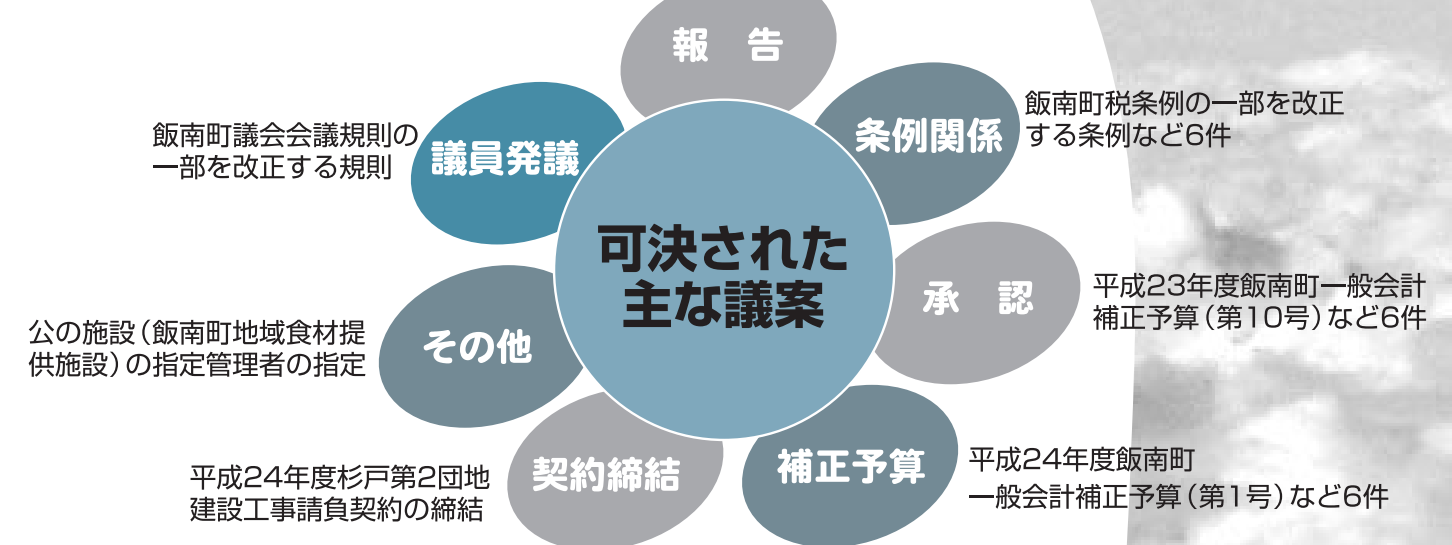 報 告
条例関係
飯南町税条例の一部を改正
する条例など6件
承 認
平成23年度飯南町一般会計
補正予算（第10号）など6件
補正予算
平成24年度飯南町
一般会計補正予算（第1号）など6件
契約締結
平成24年度杉戸第2団地
建設工事請負契約の締結
その他
公の施設（飯南町地域食材提
供施設）の指定管理者の指定
議員発議
飯南町議会会議規則の
一部を改正する規則
可決された
主な議案